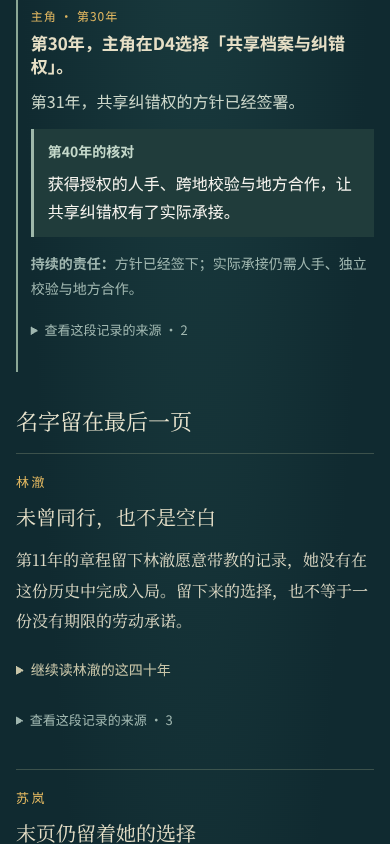 主角 · 第30年
第30年，主角在D4选择「共享档案与纠错
权」。
第31年，共享纠错权的方针已经签署。
第40年的核对
获得授权的人手、跨地校验与地方合作，让
共享纠错权有了实际承接。
持续的责任：方针已经签下；实际承接仍需人手、独立
校验与地方合作。
▶ 查看这段记录的来源 · 2
名字留在最后一页
林澈
未曾同行，也不是空白
第11年的章程留下林澈愿意带教的记录，她没有在
这份历史中完成入局。留下来的选择，也不等于一
份没有期限的劳动承诺。
▶ 继续读林澈的这四十年
▶ 查看这段记录的来源 · 3
苏岚
末页仍留着她的选择